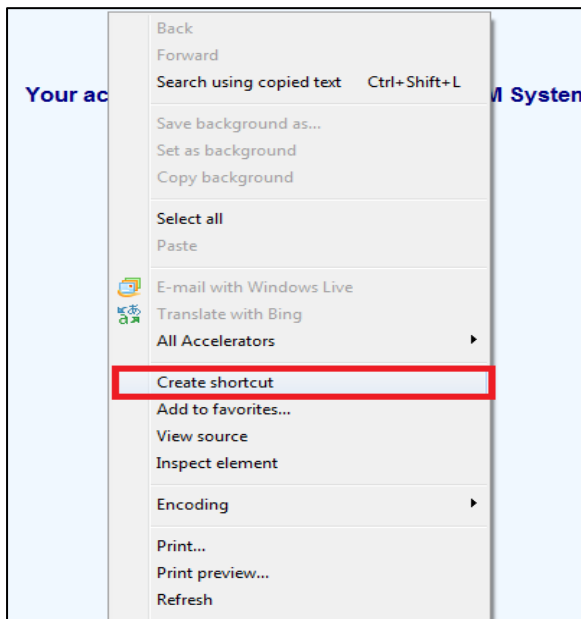 Back
Forward
Search using copied text Ctrl+Shift+L
Your ac
M System
Save background as...
Set as background
Copy background
Select all
Paste
E-mail with Windows Live
Translate with Bing
All Accelerators
Create shortcut
Add to favorites...
View source
Inspect element
Encoding
Print...
Print preview...
Refresh